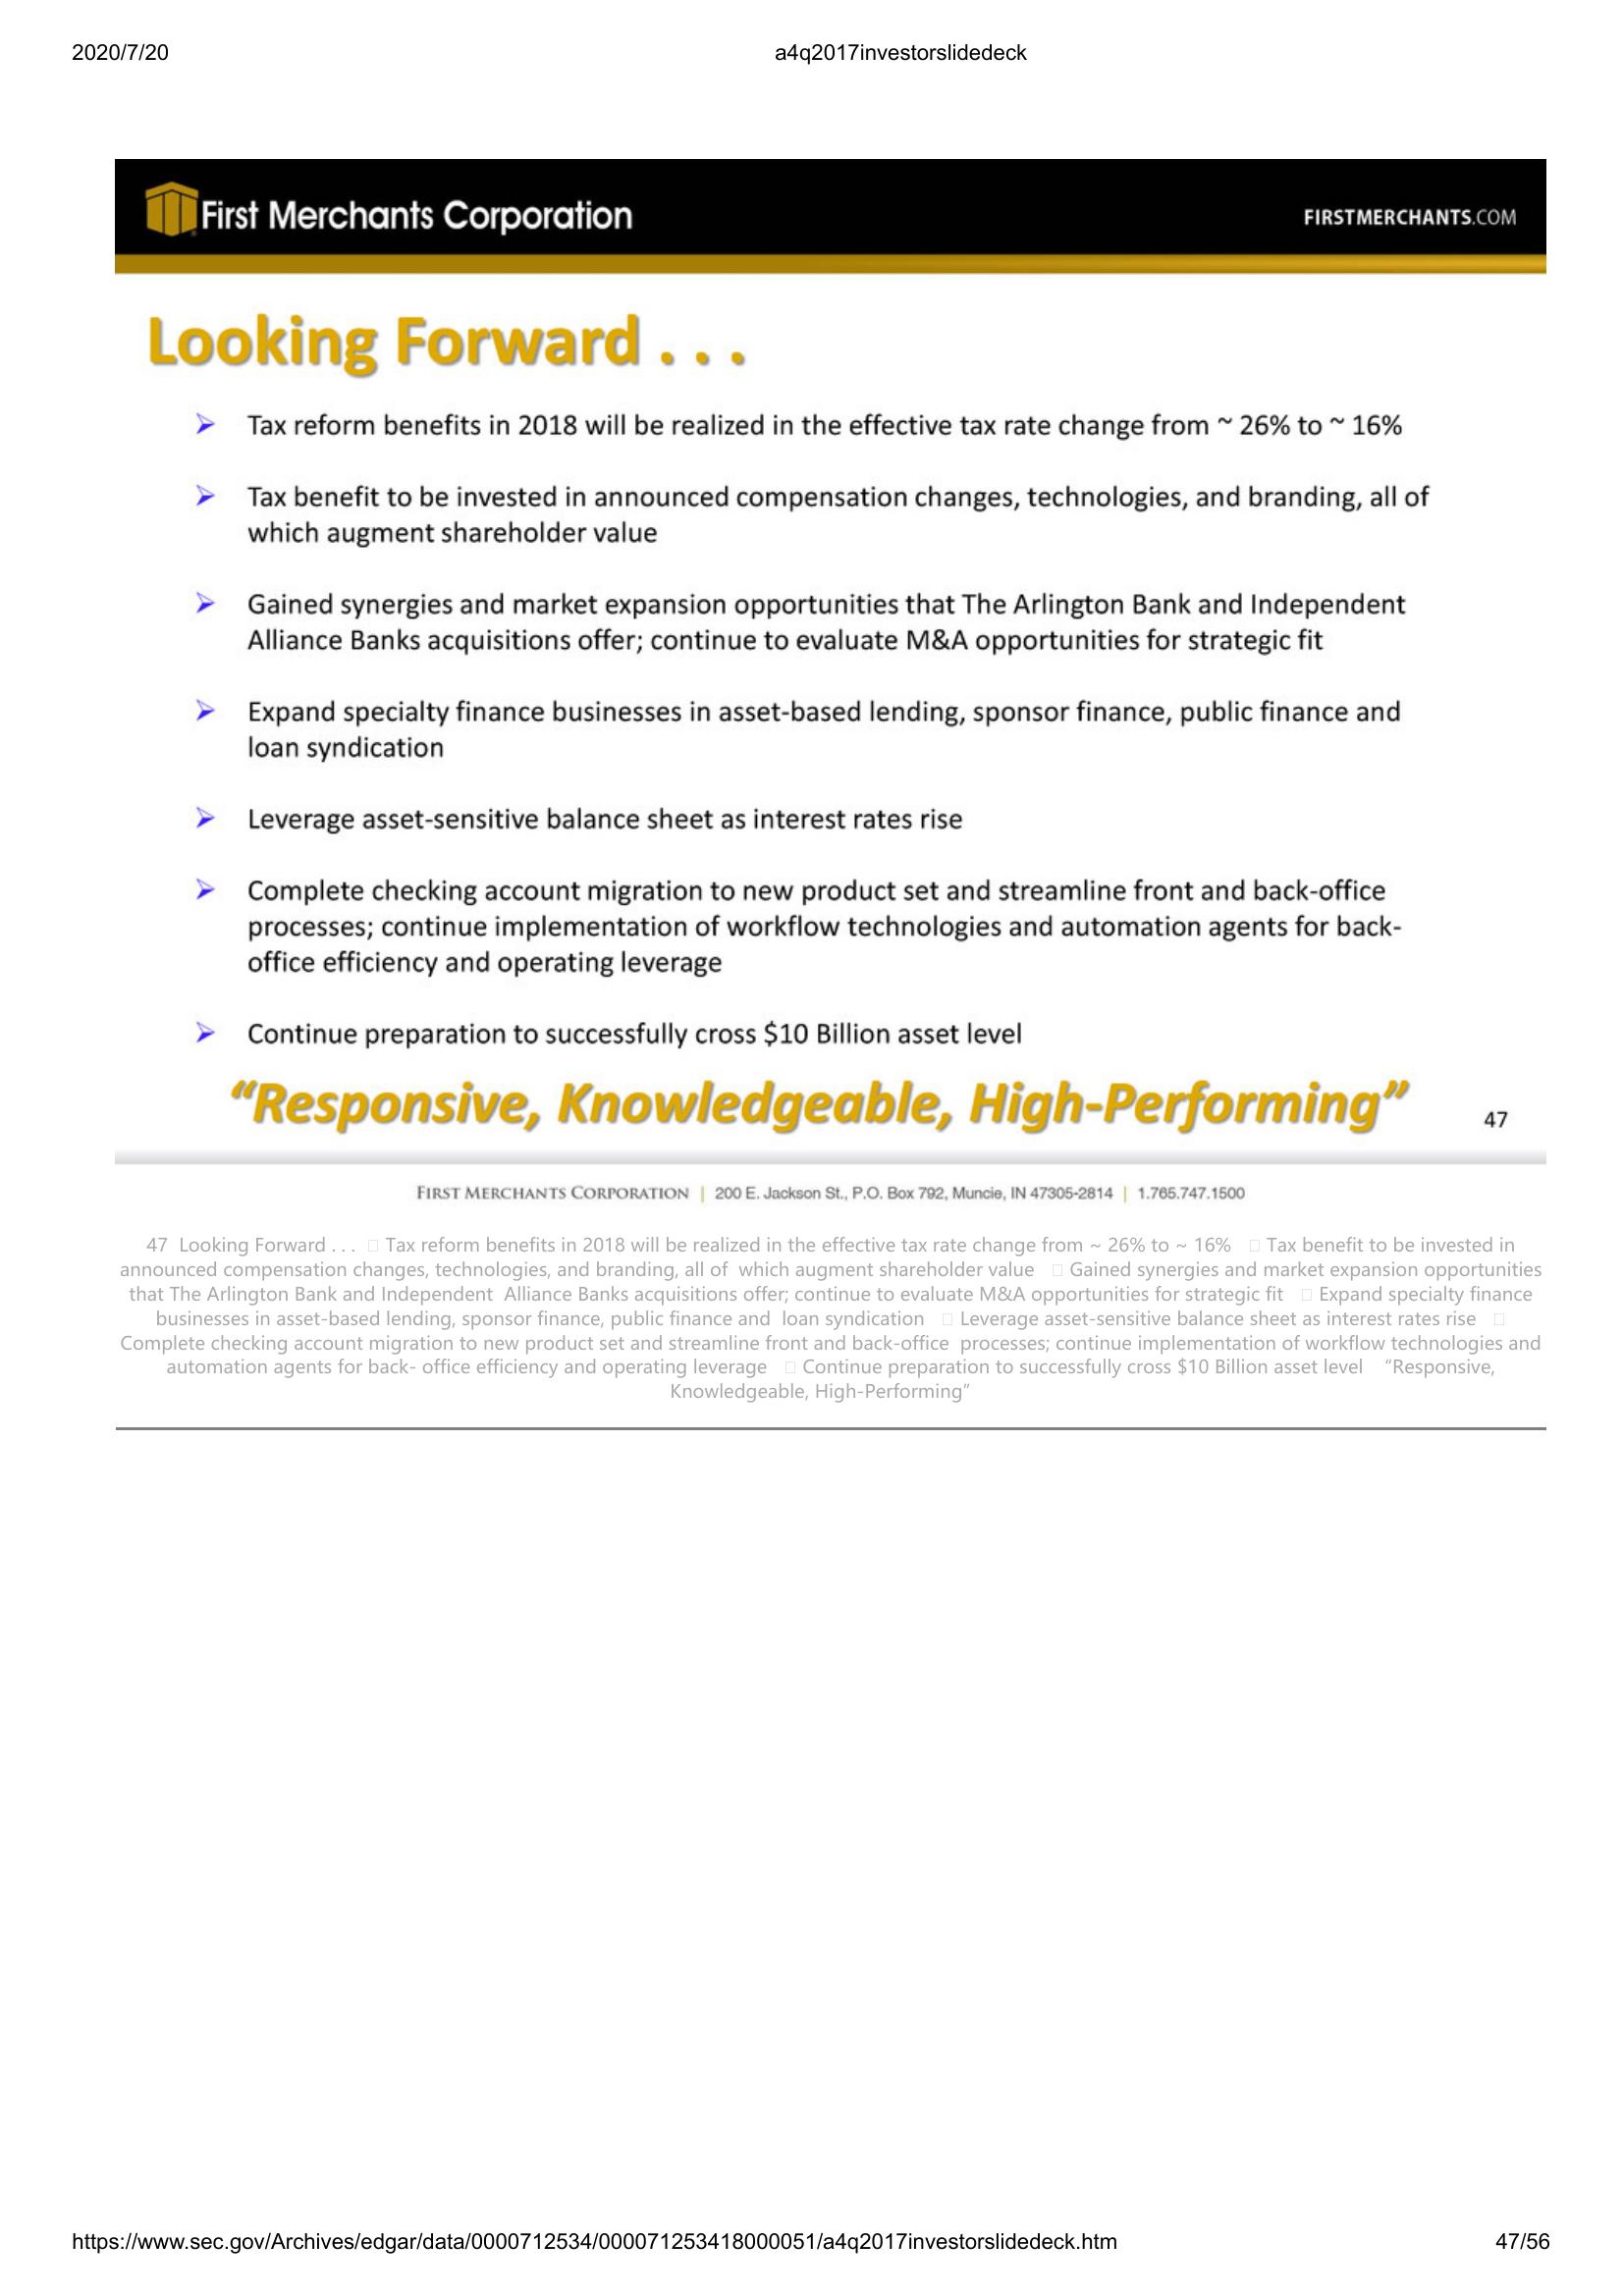 2020/7/20 a4q2017investorslidedeck
First Merchants Corporation FIRSTMERCHANTS.COM
Looking Forward . . .
➢ Tax reform benefits in 2018 will be realized in the effective tax rate change from ~ 26% to ~ 16%
➢ Tax benefit to be invested in announced compensation changes, technologies, and branding, all of
which augment shareholder value
➢ Gained synergies and market expansion opportunities that The Arlington Bank and Independent
Alliance Banks acquisitions offer; continue to evaluate M&A opportunities for strategic fit
➢ Expand specialty finance businesses in asset-based lending, sponsor finance, public finance and
loan syndication
➢ Leverage asset-sensitive balance sheet as interest rates rise
➢ Complete checking account migration to new product set and streamline front and back-office
processes; continue implementation of workflow technologies and automation agents for back-
office efficiency and operating leverage
➢ Continue preparation to successfully cross $10 Billion asset level
“Responsive, Knowledgeable, High-Performing” 47
FIRST MERCHANTS CORPORATION | 200 E. Jackson St., P.O. Box 792, Muncie, IN 47305-2814 | 1.765.747.1500
47 Looking Forward . . . □ Tax reform benefits in 2018 will be realized in the effective tax rate change from ~ 26% to ~ 16% □ Tax benefit to be invested in
announced compensation changes, technologies, and branding, all of which augment shareholder value □ Gained synergies and market expansion opportunities
that The Arlington Bank and Independent Alliance Banks acquisitions offer; continue to evaluate M&A opportunities for strategic fit □ Expand specialty finance
businesses in asset-based lending, sponsor finance, public finance and loan syndication □ Leverage asset-sensitive balance sheet as interest rates rise □
Complete checking account migration to new product set and streamline front and back-office processes; continue implementation of workflow technologies and
automation agents for back- office efficiency and operating leverage □ Continue preparation to successfully cross $10 Billion asset level “Responsive,
Knowledgeable, High-Performing”
https://www.sec.gov/Archives/edgar/data/0000712534/000071253418000051/a4q2017investorslidedeck.htm 47/56